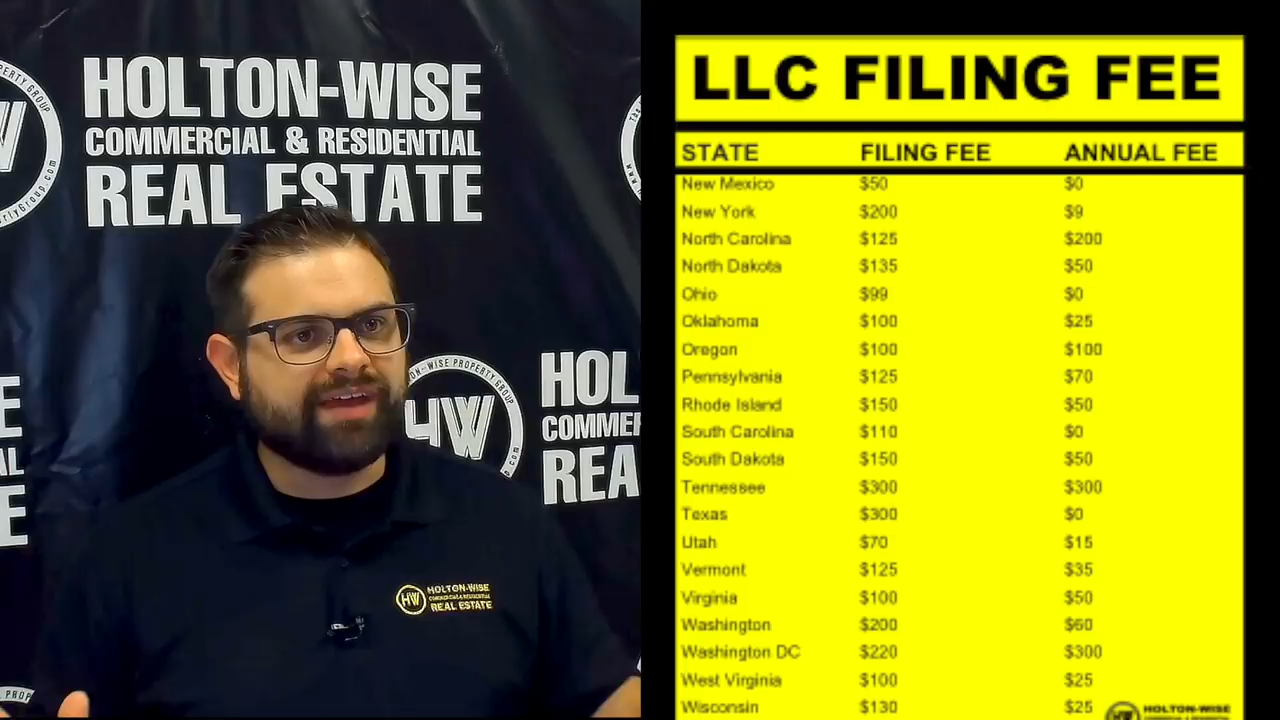 HOLTON-WISE
COMMERCIAL & RESIDENTIAL
REAL ESTATE
HW
HOL
COMMER
REA
E
AL
E
HW
HOLTON-WISE
COMMERCIAL & RESIDENTIAL
REAL ESTATE
LLC FILING FEE
STATE FILING FEE ANNUAL FEE
New Mexico $50 $0
New York $200 $9
North Carolina $125 $200
North Dakota $135 $50
Ohio $99 $0
Oklahoma $100 $25
Oregon $100 $100
Pennsylvania $125 $70
Rhode Island $150 $50
South Carolina $110 $0
South Dakota $150 $50
Tennessee $300 $300
Texas $300 $0
Utah $70 $15
Vermont $125 $35
Virginia $100 $50
Washington $200 $60
Washington DC $220 $300
West Virginia $100 $25
Wisconsin $130 $25
HOLTON-WISE